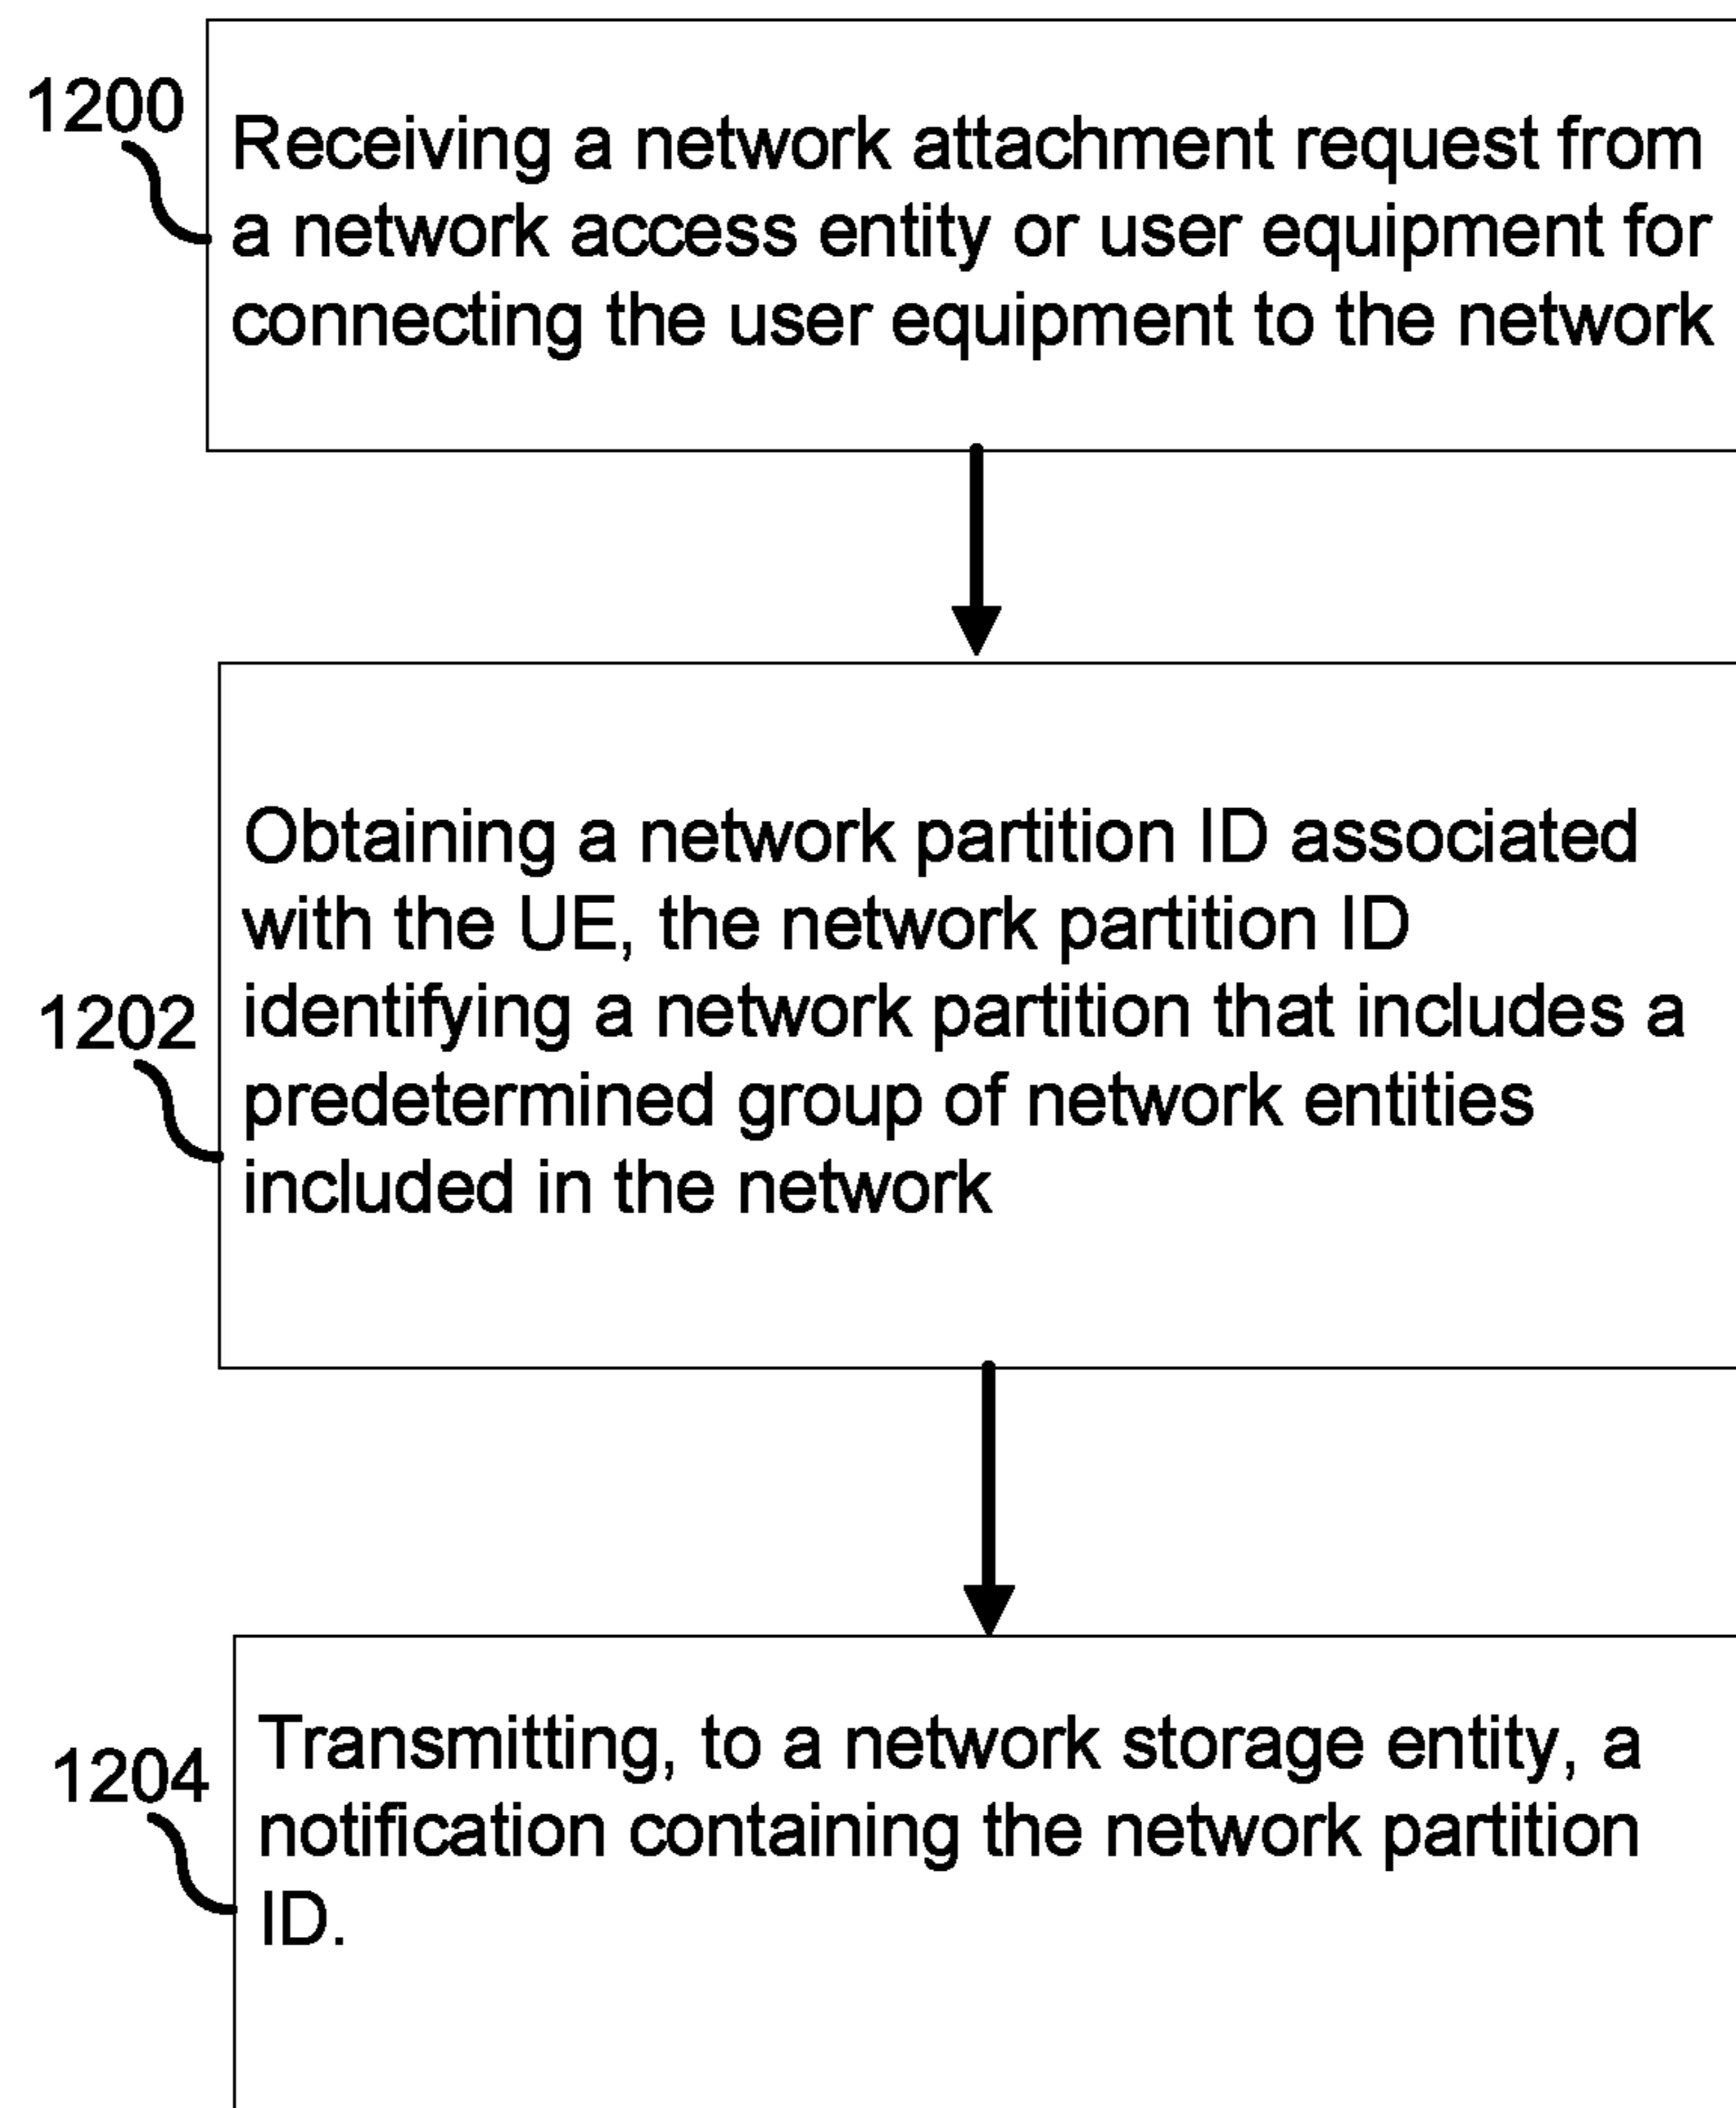 1200
Receiving a network attachment request from
a network access entity or user equipment for
connecting the user equipment to the network
Obtaining a network partition ID associated
with the UE, the network partition ID
identifying a network partition that includes a
1202
predetermined group of network entities
included in the network
1204
Transmitting, to a network storage entity, a
notification containing the network partition
ID.